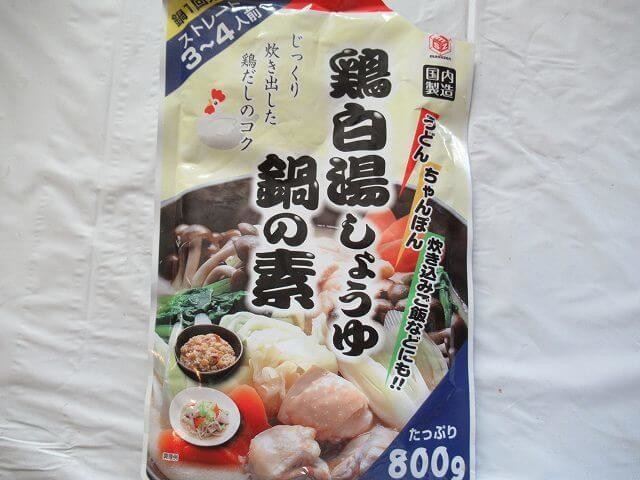 鍋1回
ストレート
3〜4人前
国内
製造
じっくり
炊き出した
鶏だしのコク
鶏白湯しょうゆ
鍋の素
うどん
ちゃんぽん
炊き込みご飯などにも!!
調理例
たっぷり
800g